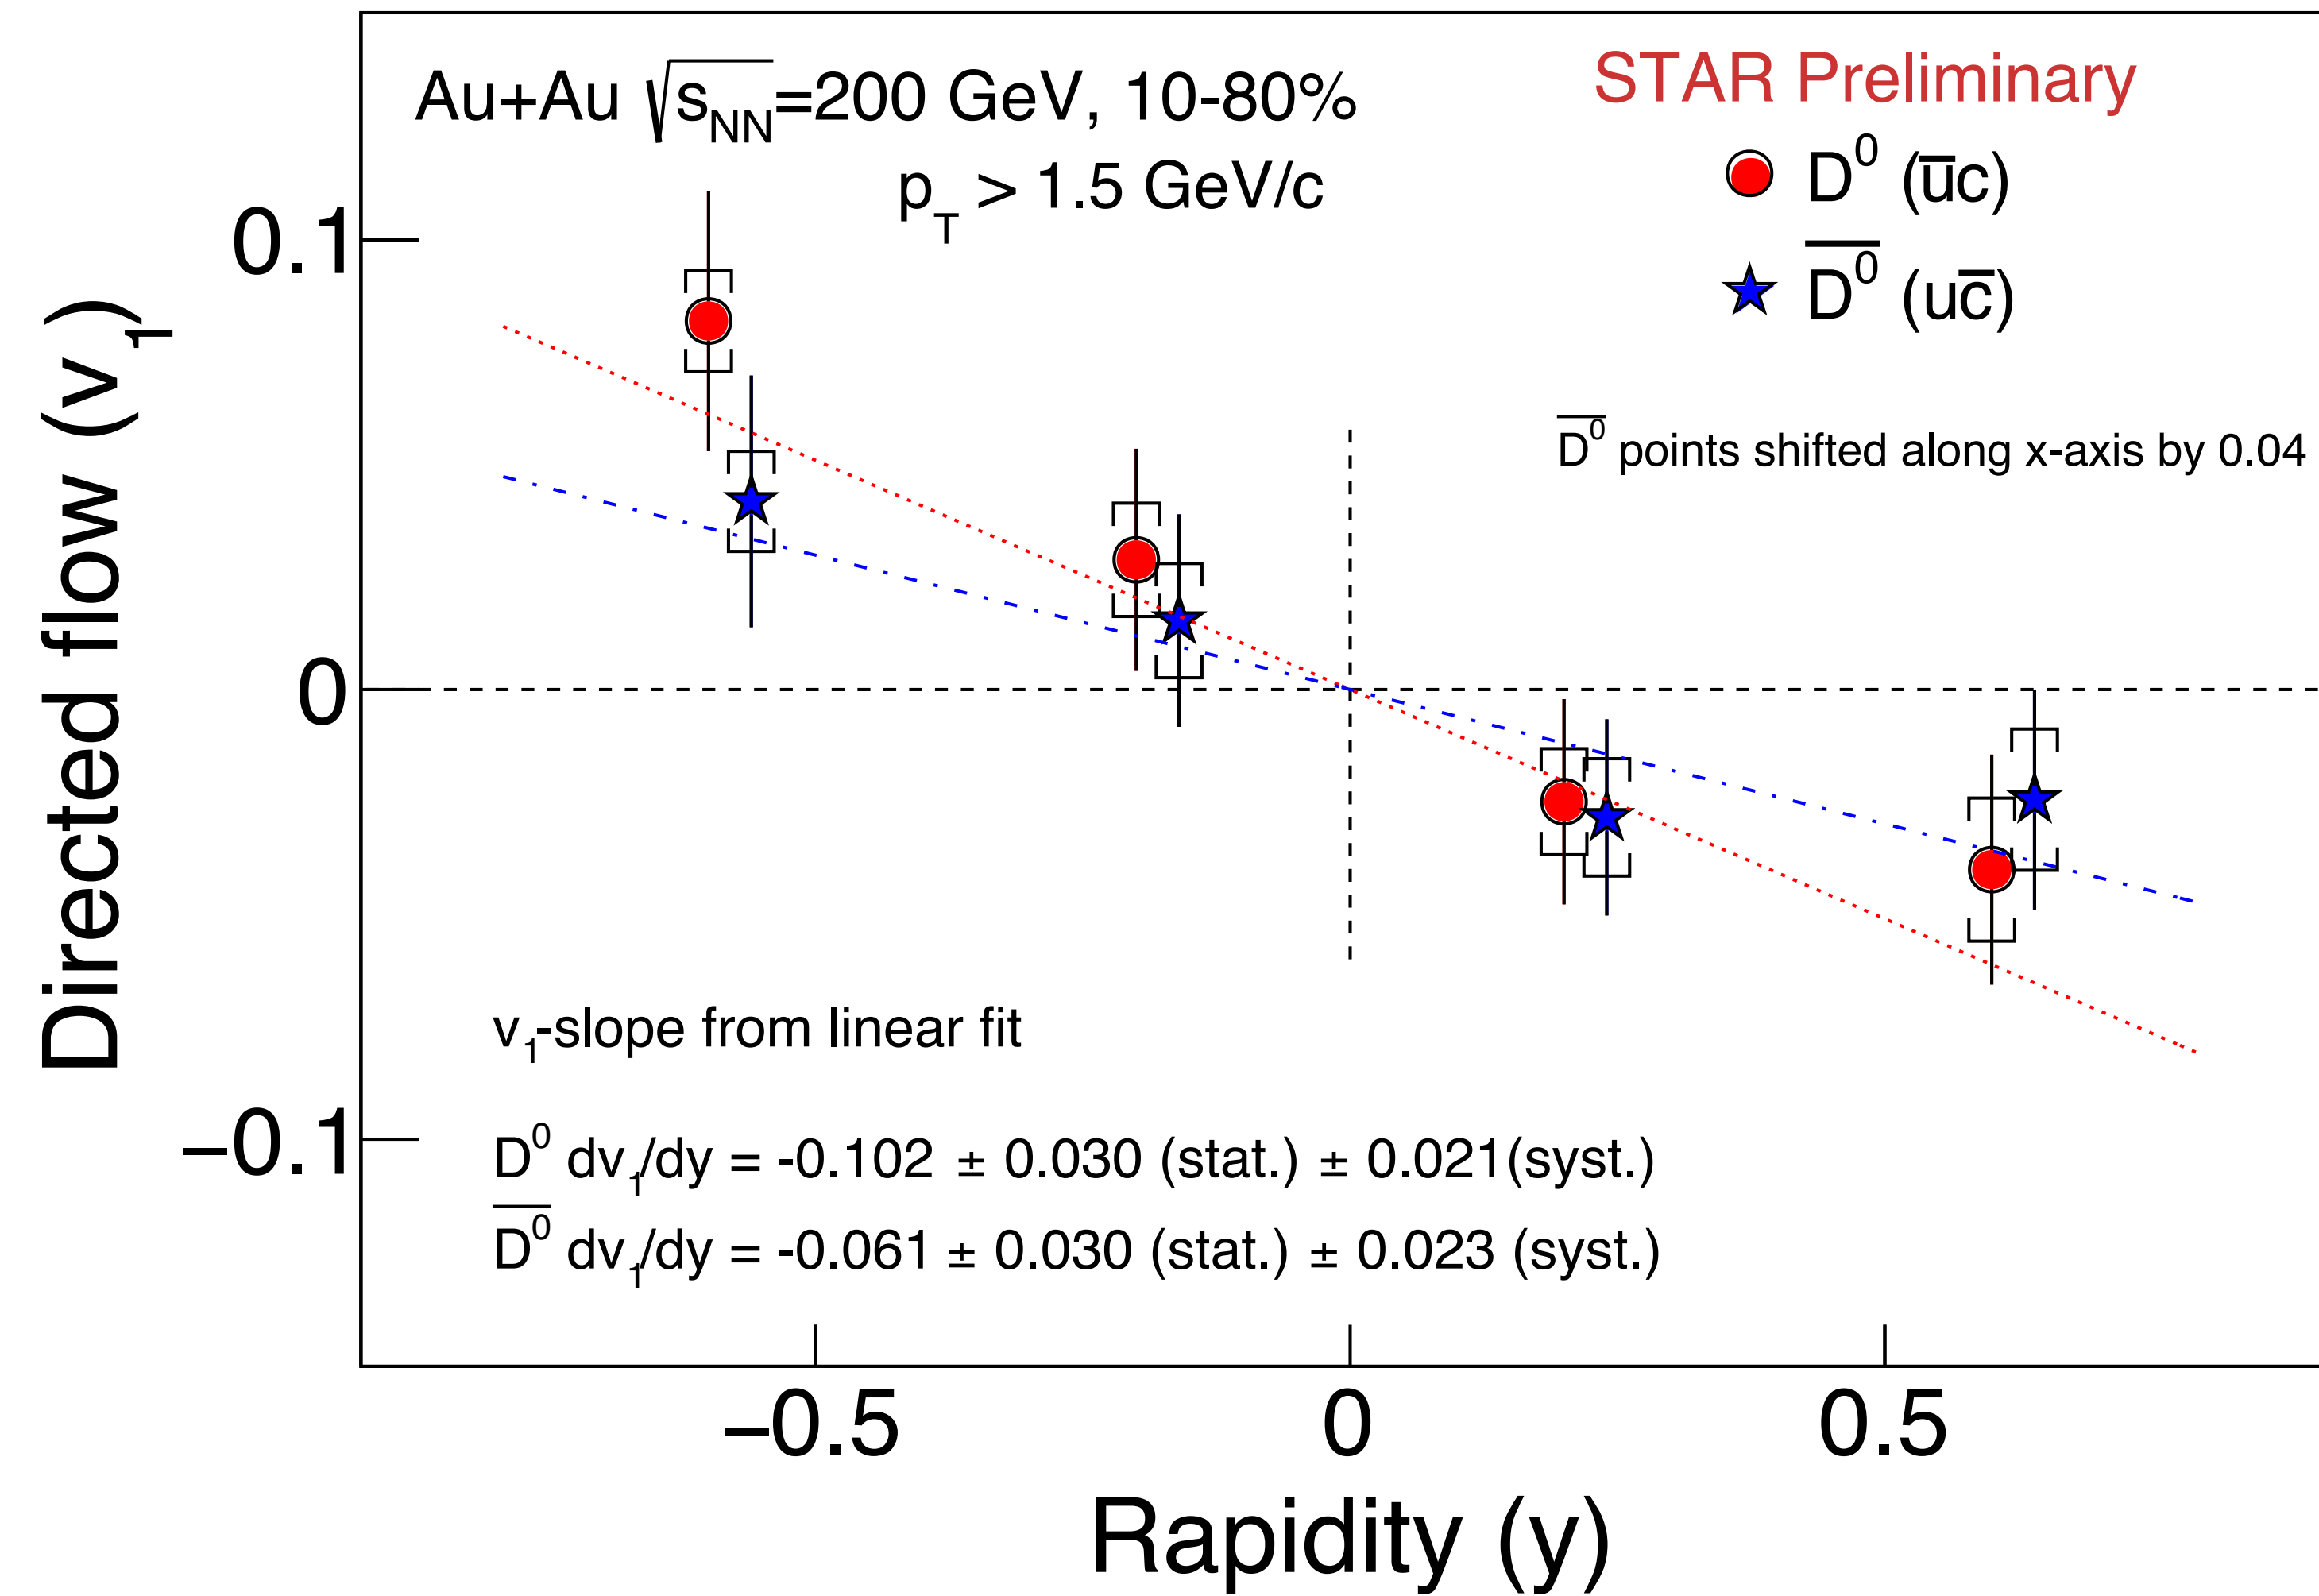 Au+Au √s_NN=200 GeV, 10-80%
p_T > 1.5 GeV/c
STAR Preliminary
D⁰ (u̅c)
D̅⁰ (uc̅)
D̅⁰ points shifted along x-axis by 0.04
0.1
0
−0.1
Directed flow (v₁)
v₁-slope from linear fit
D⁰ dv₁/dy = -0.102 ± 0.030 (stat.) ± 0.021(syst.)
D̅⁰ dv₁/dy = -0.061 ± 0.030 (stat.) ± 0.023 (syst.)
−0.5 0 0.5
Rapidity (y)